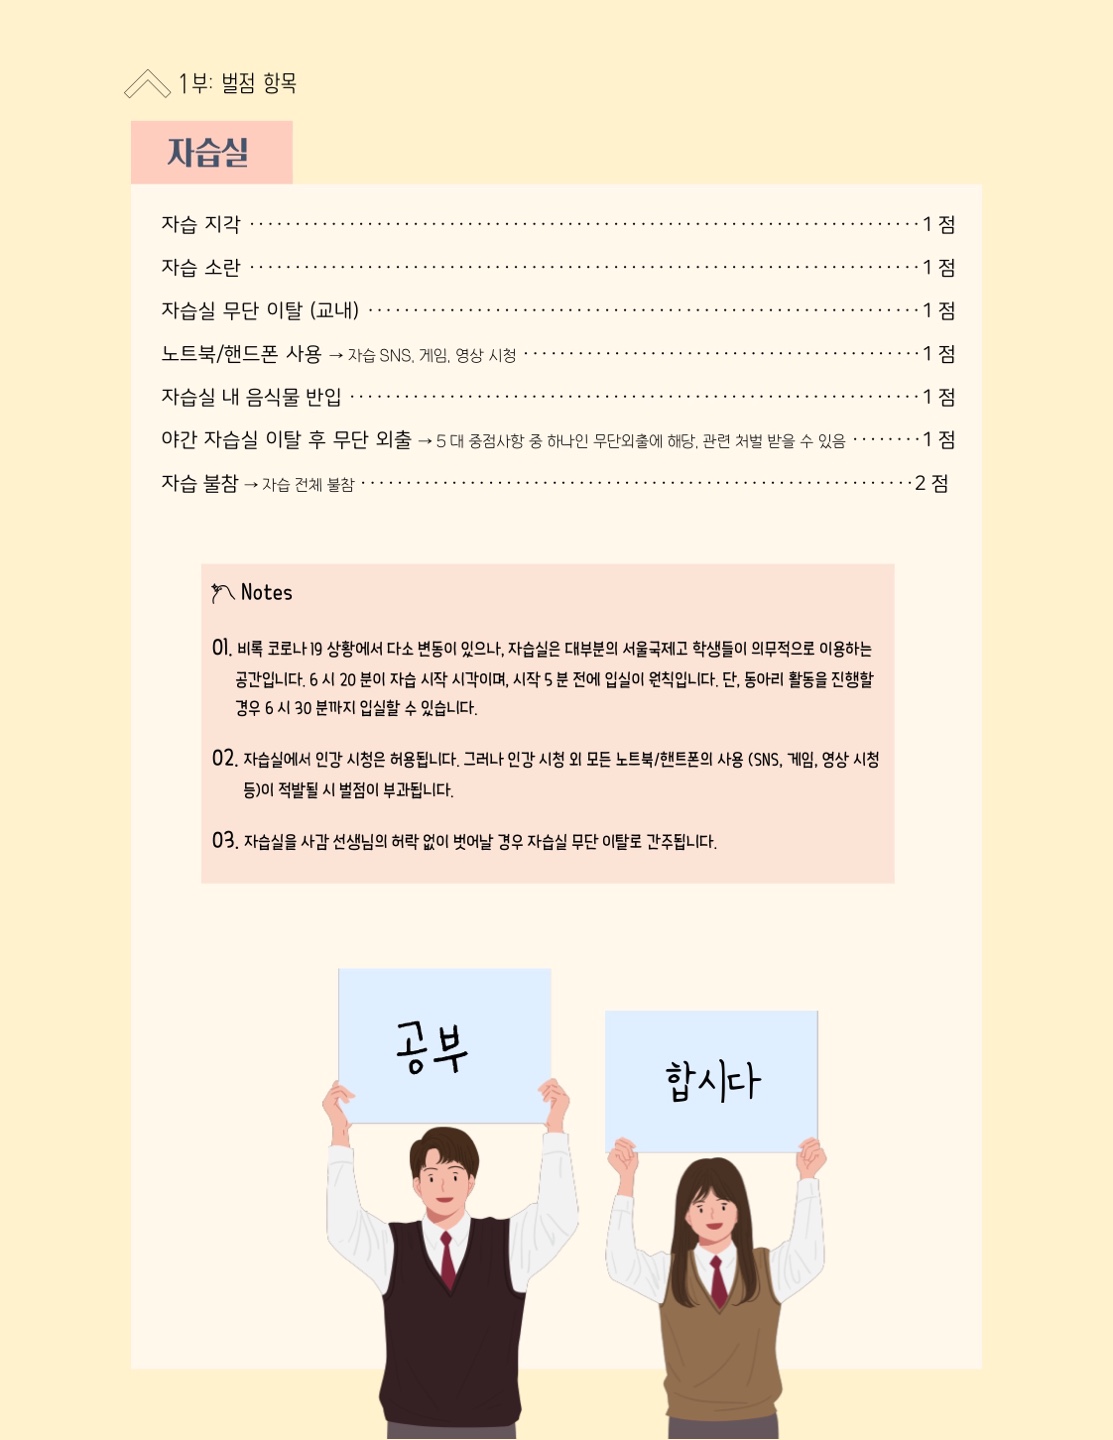 1부: 벌점 항목
자습실
자습 지각 ·········· 1 점
자습 소란 ·········· 1 점
자습실 무단 이탈 (교내) ·········· 1 점
노트북/핸드폰 사용 → 자습 SNS, 게임, 영상 시청 ·········· 1 점
자습실 내 음식물 반입 ·········· 1 점
야간 자습실 이탈 후 무단 외출 → 5 대 중점사항 중 하나인 무단외출에 해당, 관련 처벌 받을 수 있음 ········ 1 점
자습 불참 → 자습 전체 불참 ·········· 2 점
Notes
01. 비록 코로나 19 상황에서 다소 변동이 있으나, 자습실은 대부분의 서울국제고 학생들이 의무적으로 이용하는
공간입니다. 6 시 20 분이 자습 시작 시각이며, 시작 5 분 전에 입실이 원칙입니다. 단, 동아리 활동을 진행할
경우 6 시 30 분까지 입실할 수 있습니다.
02. 자습실에서 인강 시청은 허용됩니다. 그러나 인강 시청 외 모든 노트북/핸트폰의 사용 (SNS, 게임, 영상 시청
등)이 적발될 시 벌점이 부과됩니다.
03. 자습실을 사감 선생님의 허락 없이 벗어날 경우 자습실 무단 이탈로 간주됩니다.
공부
합시다